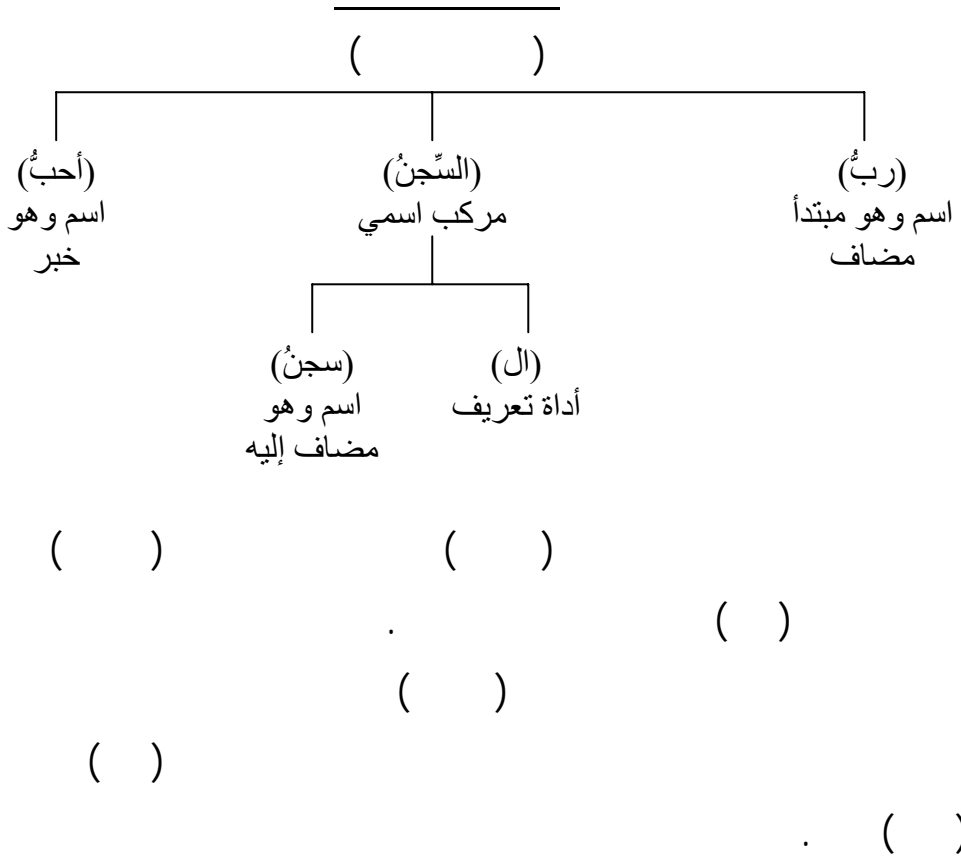 ( )
(ربُّ) (السِّجنُ) (أحبُّ)
اسم وهو مبتدأ مركب اسمي اسم وهو
مضاف خبر
(ال) (سجنُ)
أداة تعريف اسم وهو
مضاف إليه
( ) ( )
( ) .
( )
( )
( ) .